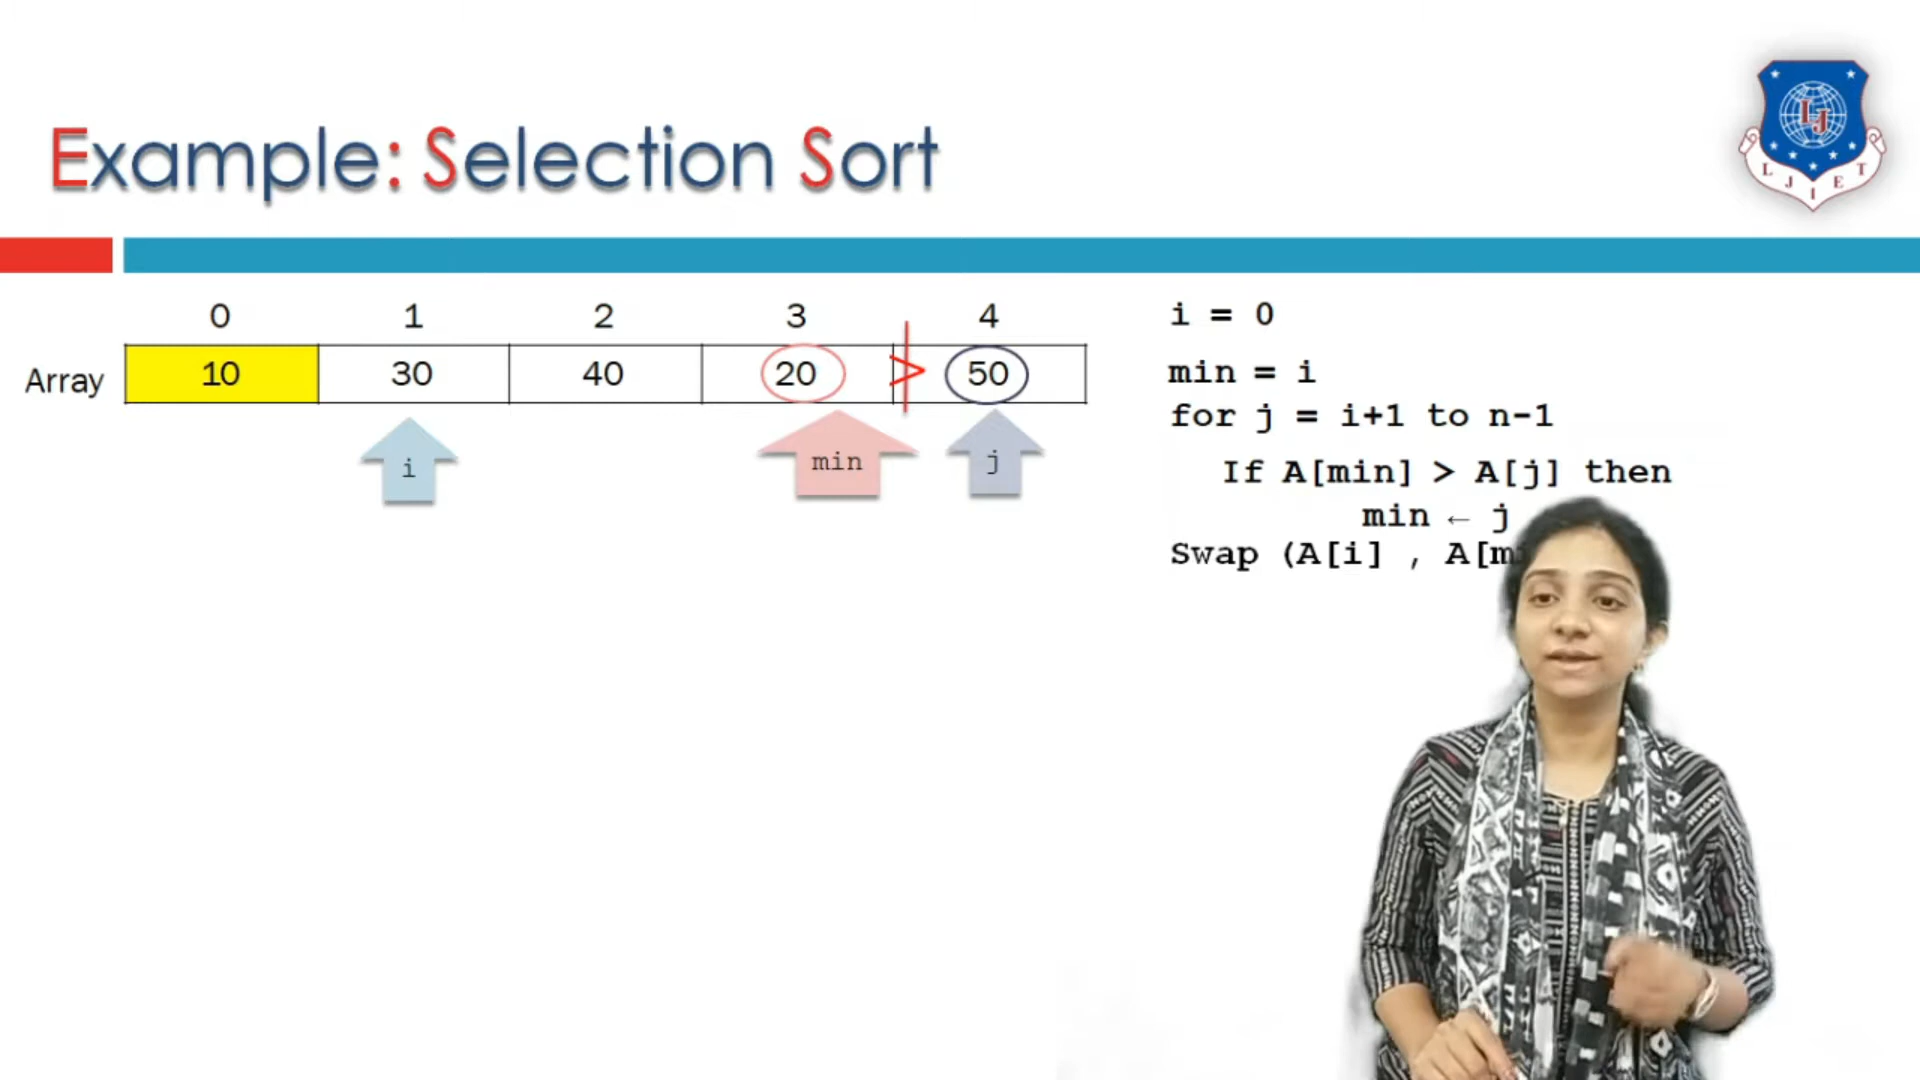 Example: Selection Sort
L J I E T
LJ
0 1 2 3 4
Array 10 30 40 20 > 50
i min j
i = 0
min = i
for j = i+1 to n-1
If A[min] > A[j] then
min ← j
Swap (A[i] , A[m